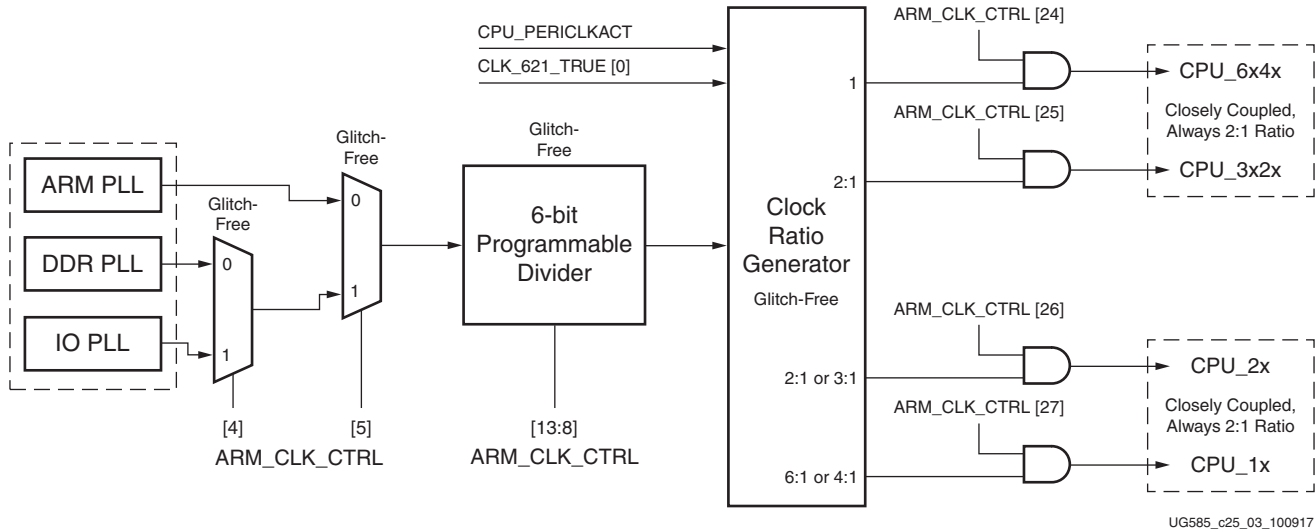 ARM_CLK_CTRL [24]
CPU_PERICLKACT
CLK_621_TRUE [0]
1
CPU_6x4x
ARM_CLK_CTRL [25]
Closely Coupled,
Always 2:1 Ratio
2:1
CPU_3x2x
ARM PLL
DDR PLL
IO PLL
Glitch-
Free
0
1
Glitch-
Free
0
1
Glitch-
Free
6-bit
Programmable
Divider
Clock
Ratio
Generator
Glitch-Free
[4]
[5]
ARM_CLK_CTRL
[13:8]
ARM_CLK_CTRL
ARM_CLK_CTRL [26]
2:1 or 3:1
CPU_2x
ARM_CLK_CTRL [27]
Closely Coupled,
Always 2:1 Ratio
6:1 or 4:1
CPU_1x
UG585_c25_03_100917